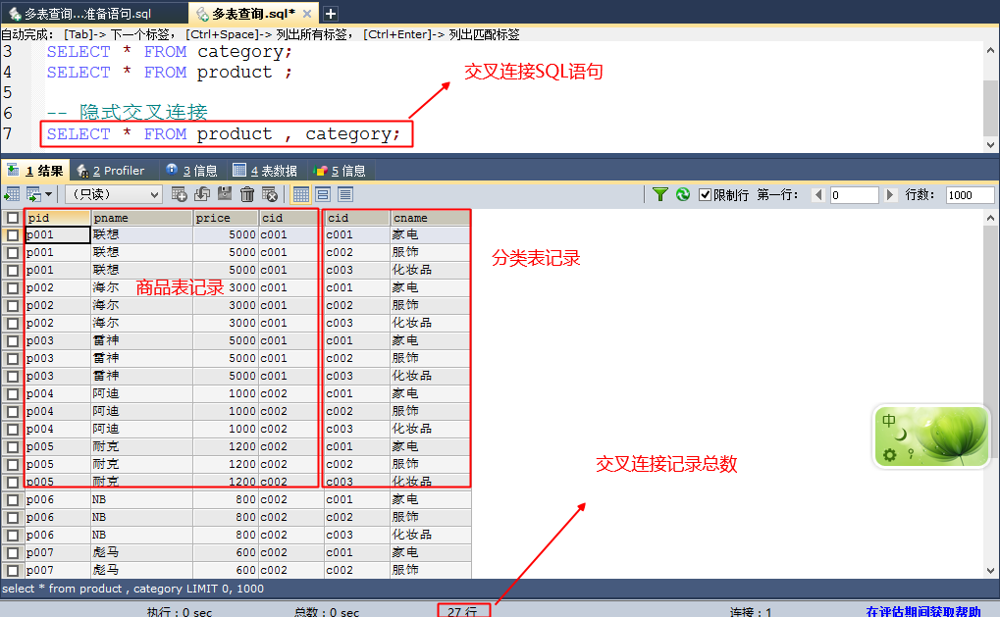 多表查询...准备语句.sql 多表查询.sql*
自动完成: [Tab]-> 下一个标签, [Ctrl+Space]-> 列出所有标签, [Ctrl+Enter]-> 列出匹配标签
3 SELECT * FROM category;
4 SELECT * FROM product ;
交叉连接SQL语句
5
6 -- 隐式交叉连接
7 SELECT * FROM product , category;
1 结果 2 Profiler 3 信息 4 表数据 5 信息
(只读) 限制行 第一行: 0 行数: 1000
pid pname price cid cid cname
p001 联想 5000 c001 c001 家电
p001 联想 5000 c001 c002 服饰
分类表记录
p001 联想 5000 c001 c003 化妆品
p002 海尔 3000 c001 c001 家电
商品表记录
p002 海尔 3000 c001 c002 服饰
p002 海尔 3000 c001 c003 化妆品
p003 雷神 5000 c001 c001 家电
p003 雷神 5000 c001 c002 服饰
p003 雷神 5000 c001 c003 化妆品
p004 阿迪 1000 c002 c001 家电
p004 阿迪 1000 c002 c002 服饰
中
p004 阿迪 1000 c002 c003 化妆品
p005 耐克 1200 c002 c001 家电
p005 耐克 1200 c002 c002 服饰
交叉连接记录总数
p005 耐克 1200 c002 c003 化妆品
p006 NB 800 c002 c001 家电
p006 NB 800 c002 c002 服饰
p006 NB 800 c002 c003 化妆品
p007 彪马 600 c002 c001 家电
p007 彪马 600 c002 c002 服饰
select * from product , category LIMIT 0, 1000
执行:0 sec 总数:0 sec 27 行 连接:1 在评估期间获取帮助